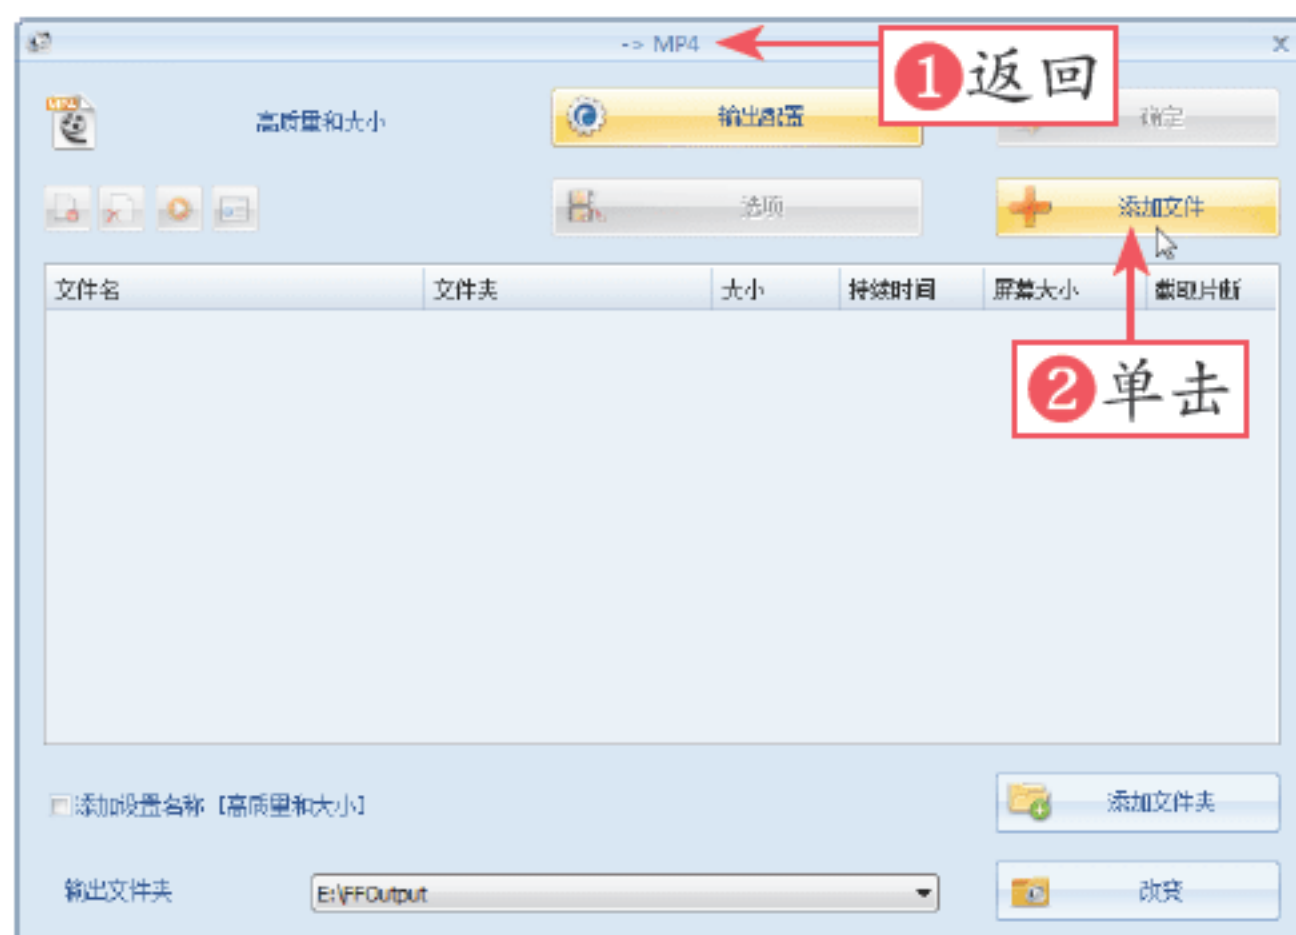 -> MP4
❶返回
MP4
高质量和大小
输出配置
确定
选项
添加文件
文件名 文件夹 大小 持续时间 屏幕大小 截取片断
❷单击
添加设置名称 [高质里和大小]
添加文件夹
输出文件夹 E:\FFOutput 改变